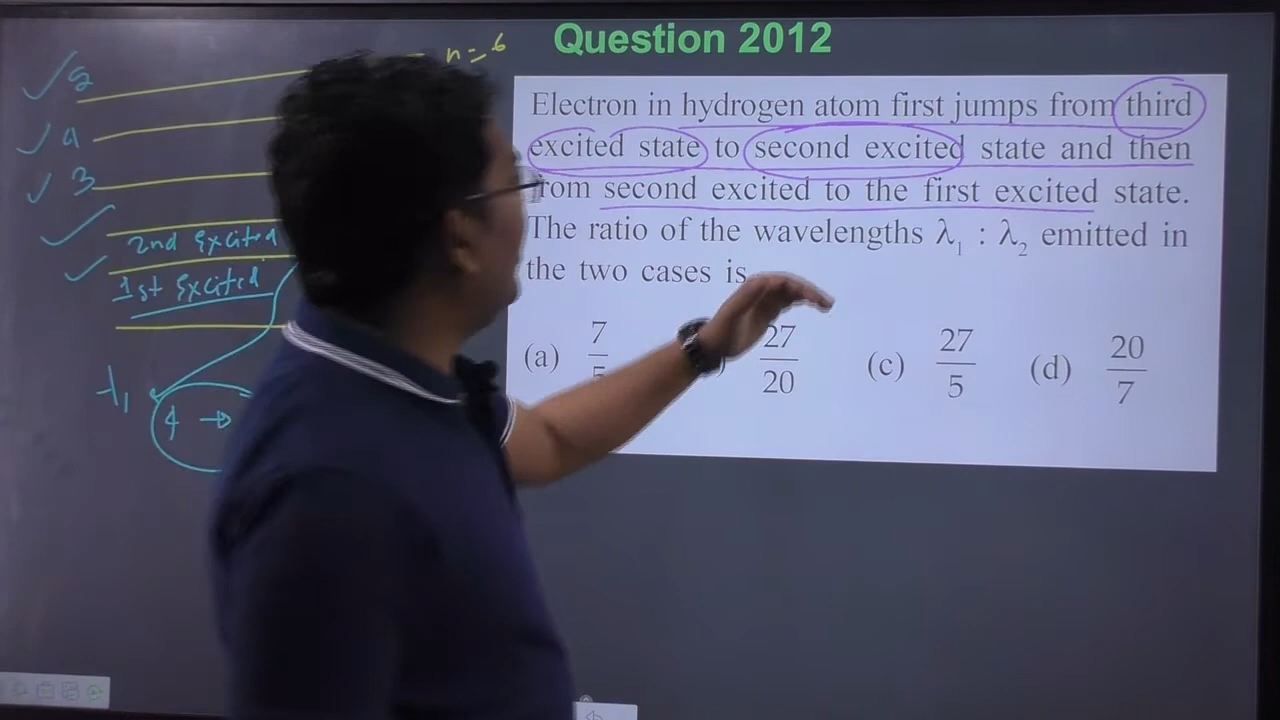 Question 2012
n=6
5
4
3
2nd Excited
1st Excited
λ1
4 →
Electron in hydrogen atom first jumps from third
excited state to second excited state and then
from second excited to the first excited state.
The ratio of the wavelengths λ1 : λ2 emitted in
the two cases is
(a) 7/5 27/20 (c) 27/5 (d) 20/7